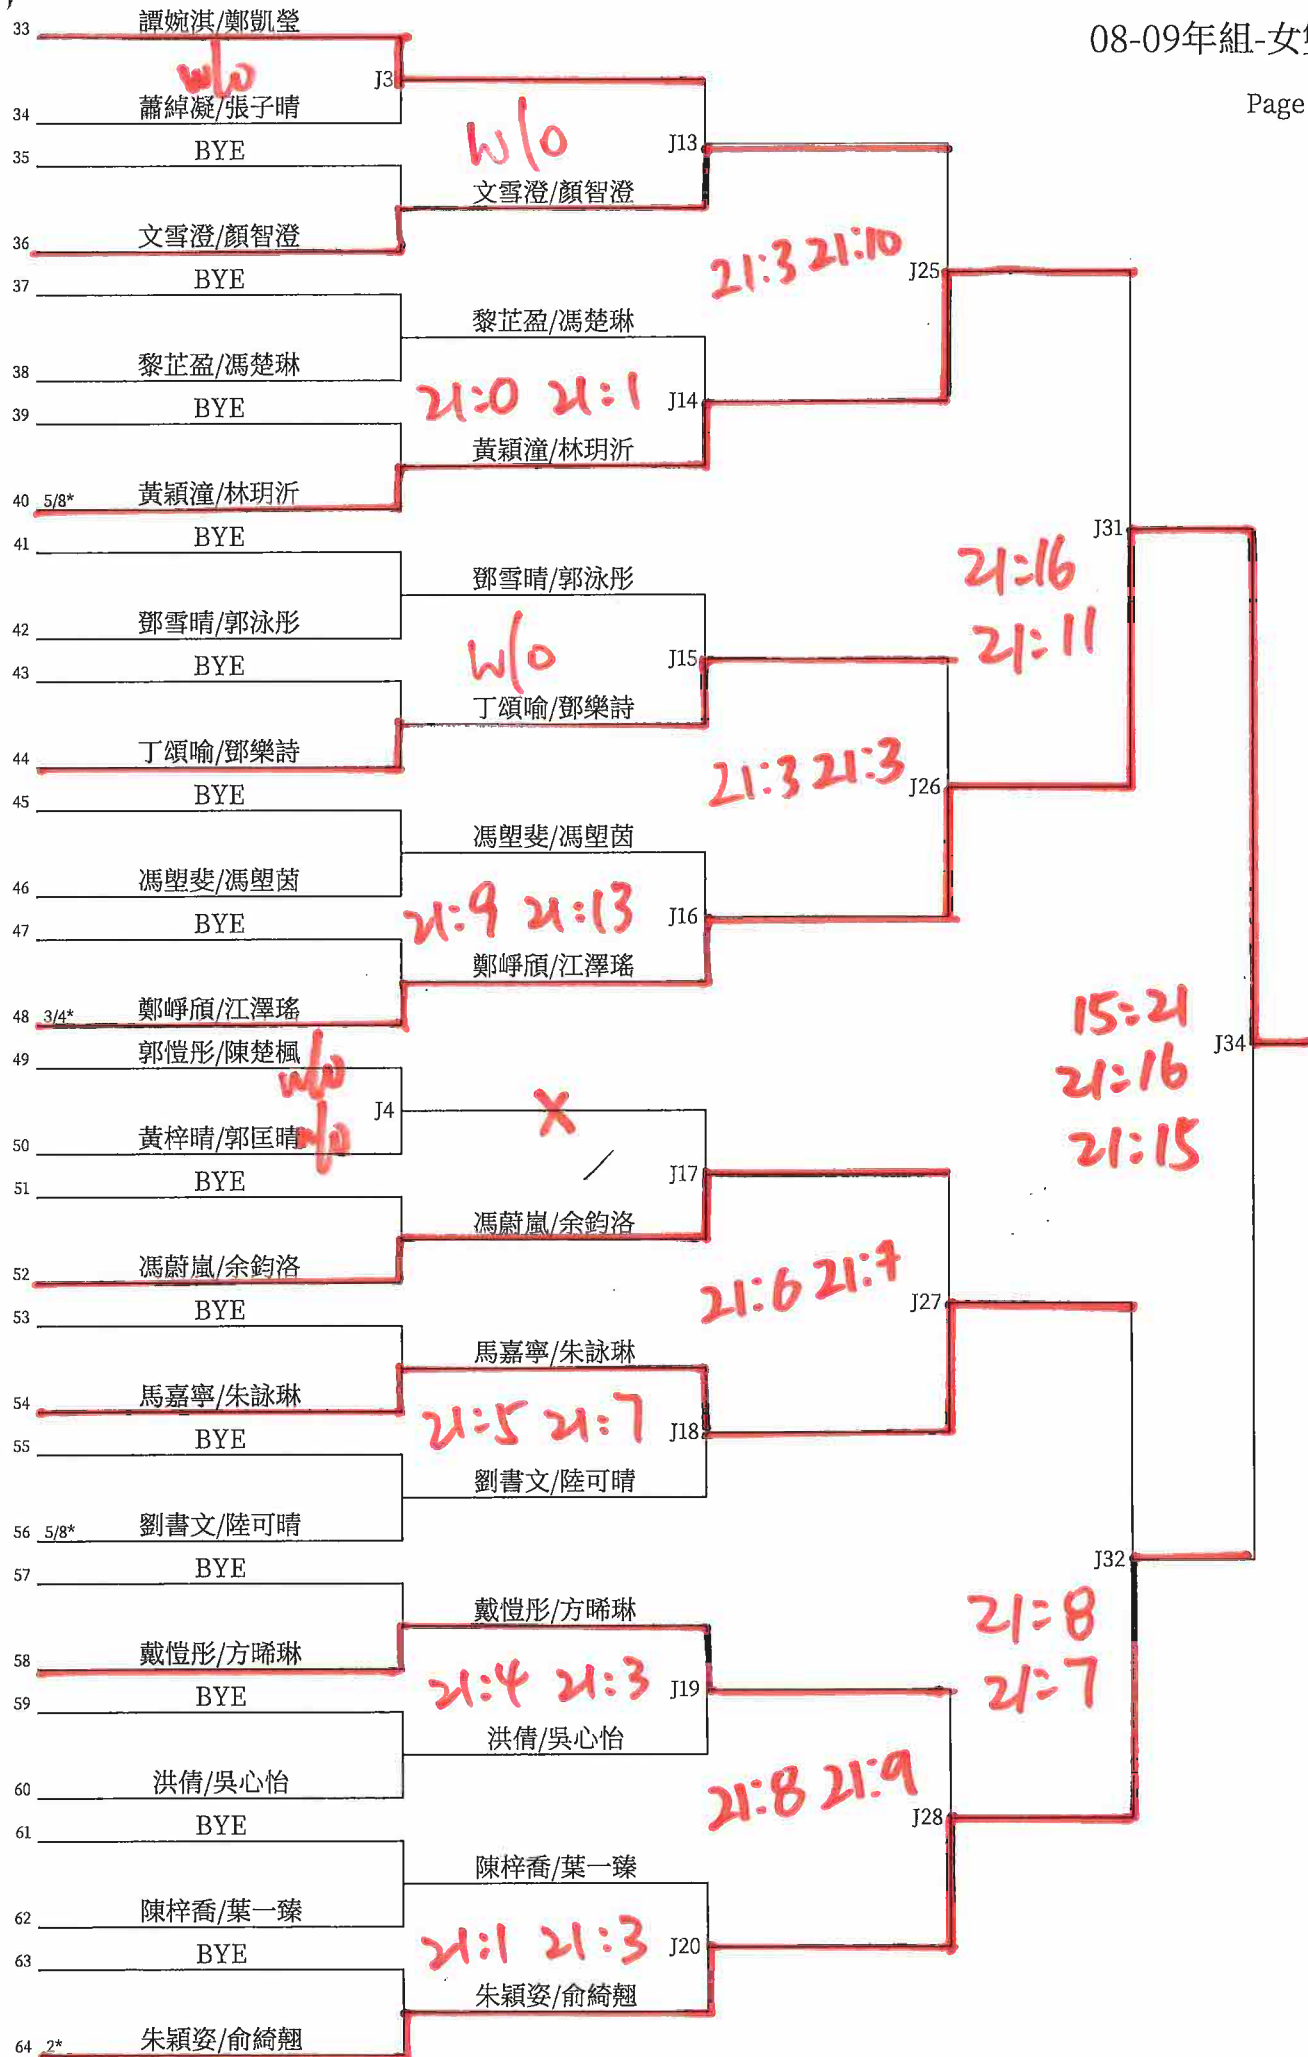 08-09年組-女
Page
33 譚婉淇/鄭凱瑩
w/o
J3
34 蕭綽凝/張子晴
W/O
J13
35 BYE
文雪澄/顏智澄
36 文雪澄/顏智澄
21:3 21:10
J25
37 BYE
黎芷盈/馮楚琳
38 黎芷盈/馮楚琳
21:0 21:1
J14
39 BYE
黃穎潼/林玥沂
40 5/8* 黃穎潼/林玥沂
J31
41 BYE
21:16
21:11
鄧雪晴/郭泳彤
42 鄧雪晴/郭泳彤
W/O
J15
43 BYE
丁頌喻/鄧樂詩
44 丁頌喻/鄧樂詩
21:3 21:3
J26
45 BYE
馮塱斐/馮塱茵
46 馮塱斐/馮塱茵
21:9 21:13
J16
47 BYE
鄭崢頎/江澤瑤
48 3/4* 鄭崢頎/江澤瑤
15:21
21:16
21:15
J34
49 郭愷彤/陳楚楓
w/o
J4
X
50 黃梓晴/郭匡晴
w/o
J17
51 BYE
馮蔚嵐/余鈞洛
52 馮蔚嵐/余鈞洛
21:6 21:7
J27
53 BYE
馬嘉寧/朱詠琳
54 馬嘉寧/朱詠琳
21:5 21:7
J18
55 BYE
劉書文/陸可晴
56 5/8* 劉書文/陸可晴
J32
57 BYE
21:8
21:7
戴愷彤/方晞琳
58 戴愷彤/方晞琳
21:4 21:3
J19
59 BYE
洪倩/吳心怡
60 洪倩/吳心怡
21:8 21:9
J28
61 BYE
陳梓喬/葉一臻
62 陳梓喬/葉一臻
21:1 21:3
J20
63 BYE
朱穎姿/俞綺翹
64 2* 朱穎姿/俞綺翹